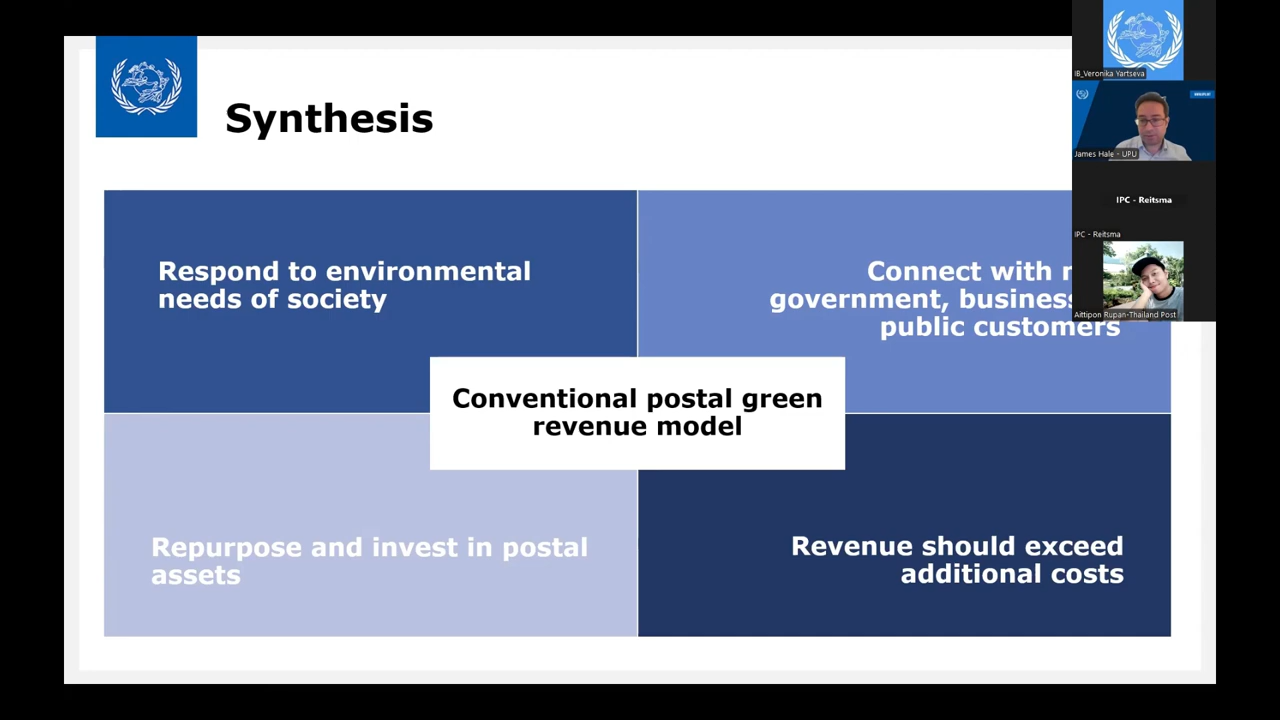 Synthesis
Respond to environmental
needs of society
Connect with
government,
public customers
Conventional postal green
revenue model
Repurpose and invest in postal
assets
Revenue should exceed
additional costs
IB_Veronika Yartseva
James Hale - UPU
IPC - Reitsma
IPC - Reitsma
Aittipon Rupan-Thailand Post